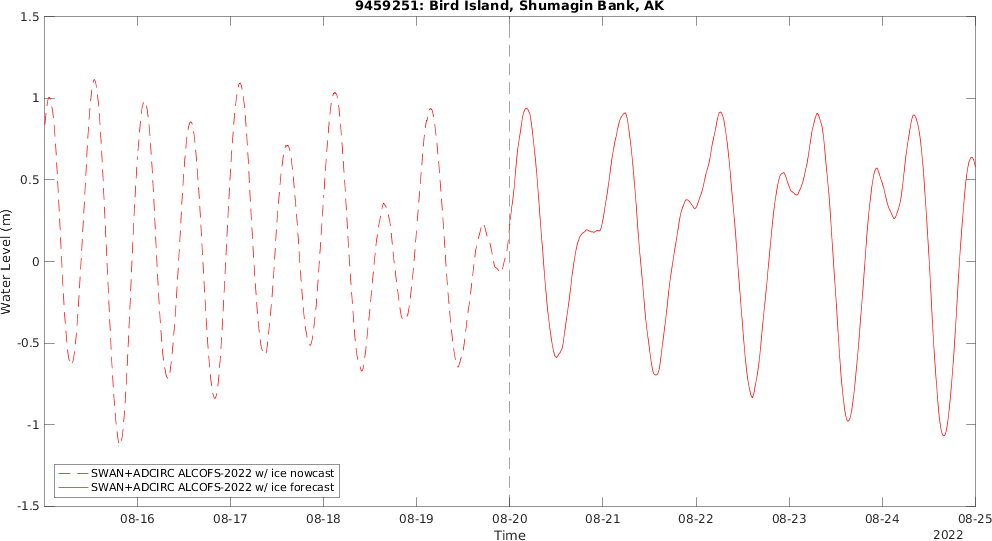 9459251: Bird Island, Shumagin Bank, AK
1.5
1
0.5
0
-0.5
-1
-1.5
Water Level (m)
SWAN+ADCIRC ALCOFS-2022 w/ ice nowcast
SWAN+ADCIRC ALCOFS-2022 w/ ice forecast
08-16 08-17 08-18 08-19 08-20 08-21 08-22 08-23 08-24 08-25
Time
2022